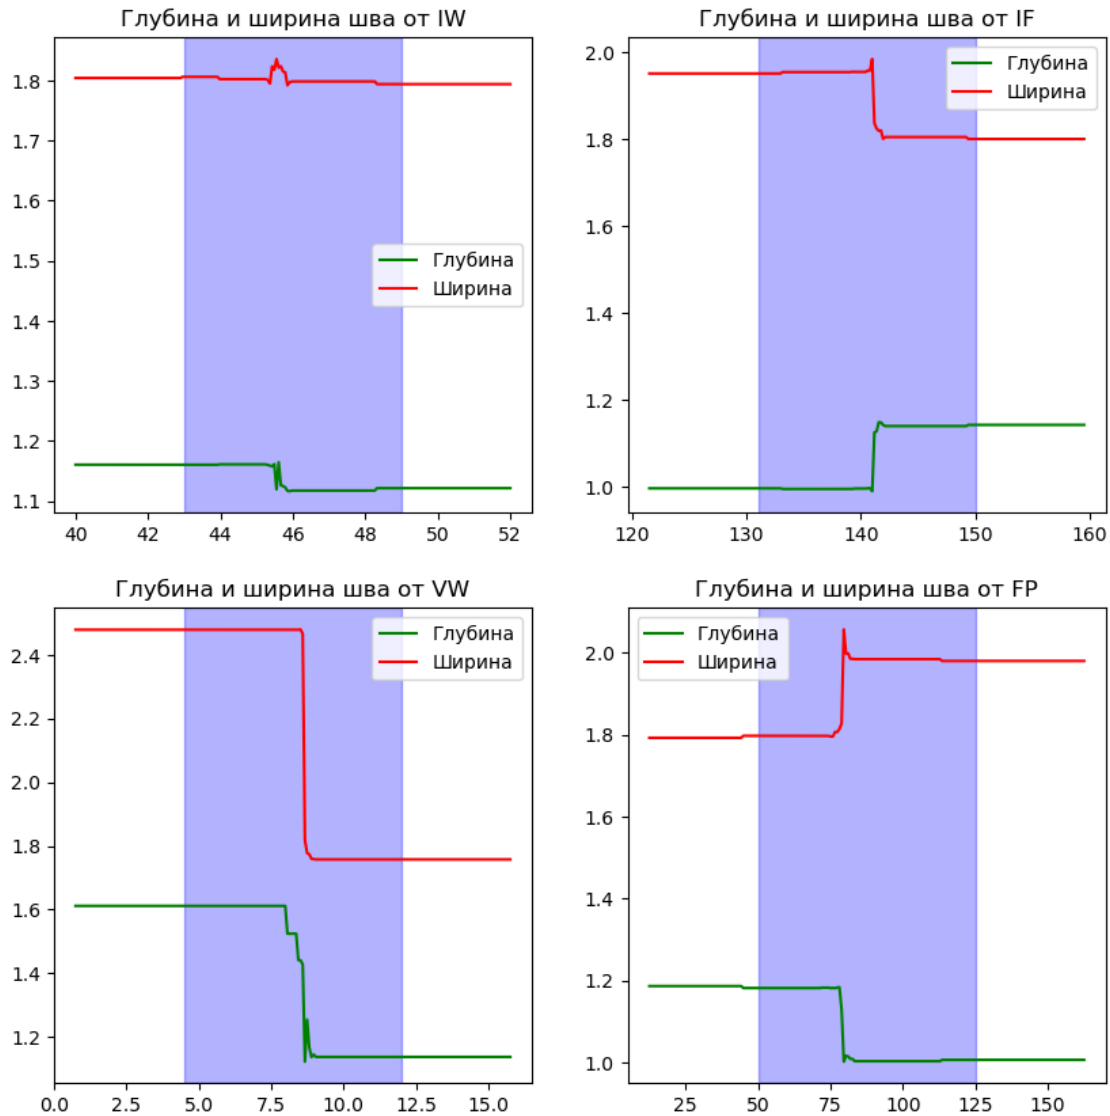 Глубина и ширина шва от IW
1.8
1.7
1.6
1.5
1.4
1.3
1.2
1.1
Глубина
Ширина
40 42 44 46 48 50 52
Глубина и ширина шва от IF
2.0
1.8
1.6
1.4
1.2
1.0
Глубина
Ширина
120 130 140 150 160
Глубина и ширина шва от VW
2.4
2.2
2.0
1.8
1.6
1.4
1.2
Глубина
Ширина
0.0 2.5 5.0 7.5 10.0 12.5 15.0
Глубина и ширина шва от FP
2.0
1.8
1.6
1.4
1.2
1.0
Глубина
Ширина
25 50 75 100 125 150